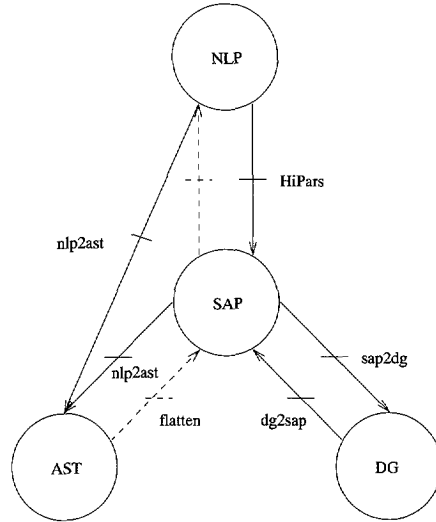 NLP
HiPars
nlp2ast
SAP
nlp2ast
sap2dg
flatten
dg2sap
AST
DG